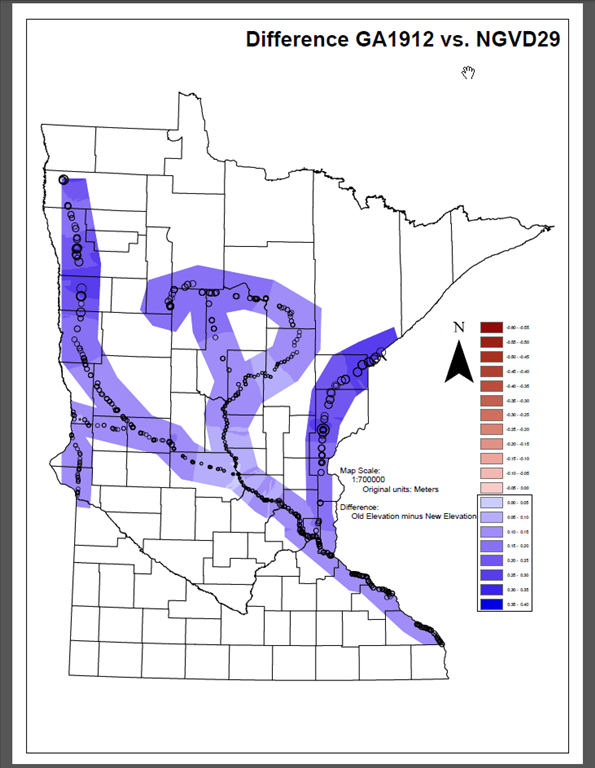 Difference GA1912 vs. NGVD29
N
-0.60 - -0.55
-0.55 - -0.50
-0.50 - -0.45
-0.45 - -0.40
-0.40 - -0.35
-0.35 - -0.30
-0.30 - -0.25
-0.25 - -0.20
-0.20 - -0.15
-0.15 - -0.10
-0.10 - -0.05
-0.05 - 0.00
0.00 - 0.05
0.05 - 0.10
0.10 - 0.15
0.15 - 0.20
0.20 - 0.25
0.25 - 0.30
0.30 - 0.35
0.35 - 0.40
Map Scale:
1:700000
Original units: Meters
Difference:
Old Elevation minus New Elevation